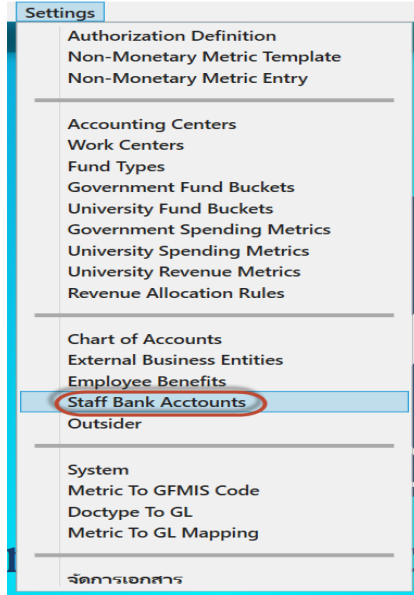 Settings
Authorization Definition
Non-Monetary Metric Template
Non-Monetary Metric Entry
Accounting Centers
Work Centers
Fund Types
Government Fund Buckets
University Fund Buckets
Government Spending Metrics
University Spending Metrics
University Revenue Metrics
Revenue Allocation Rules
Chart of Accounts
External Business Entities
Employee Benefits
Staff Bank Acctounts
Outsider
System
Metric To GFMIS Code
Doctype To GL
Metric To GL Mapping
จัดการเอกสาร